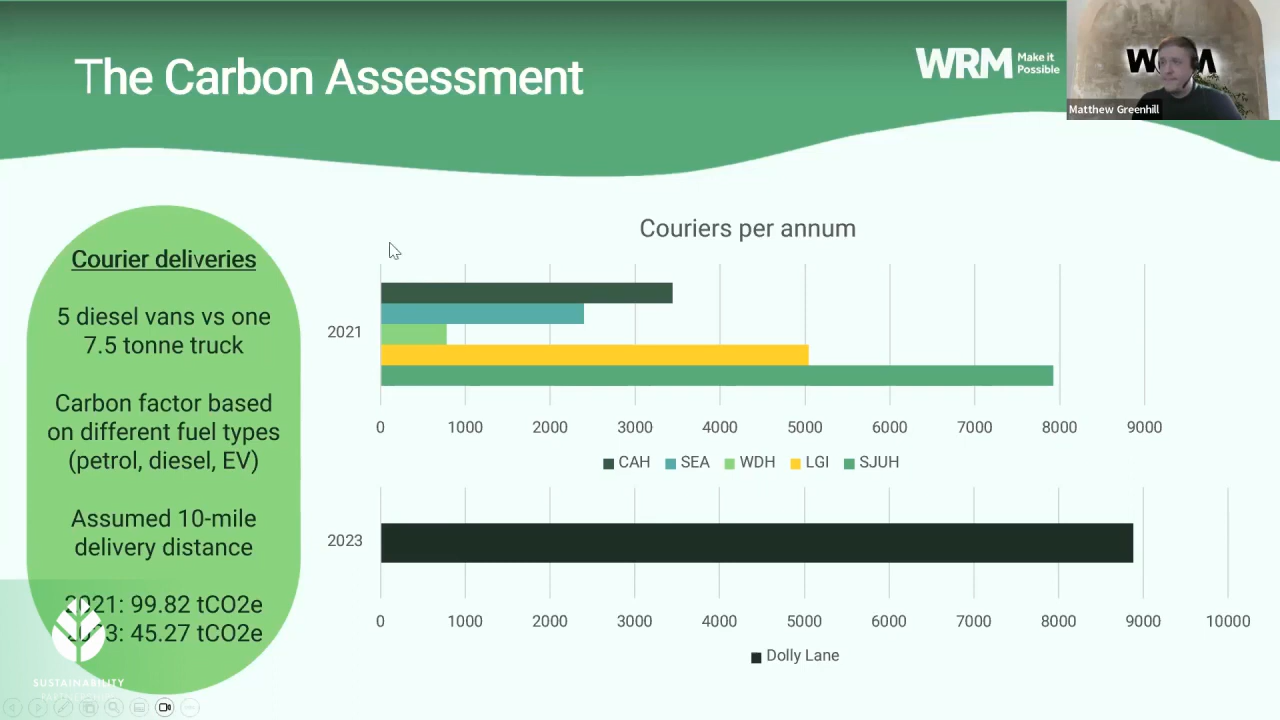 The Carbon Assessment
WRM Make it
Possible
WRM
Matthew Greenhill
Courier deliveries
5 diesel vans vs one
7.5 tonne truck
Carbon factor based
on different fuel types
(petrol, diesel, EV)
Assumed 10-mile
delivery distance
2021: 99.82 tCO2e
2023: 45.27 tCO2e
SUSTAINABILITY
Couriers per annum
2021
0 1000 2000 3000 4000 5000 6000 7000 8000 9000
CAH SEA WDH LGI SJUH
2023
0 1000 2000 3000 4000 5000 6000 7000 8000 9000 10000
Dolly Lane